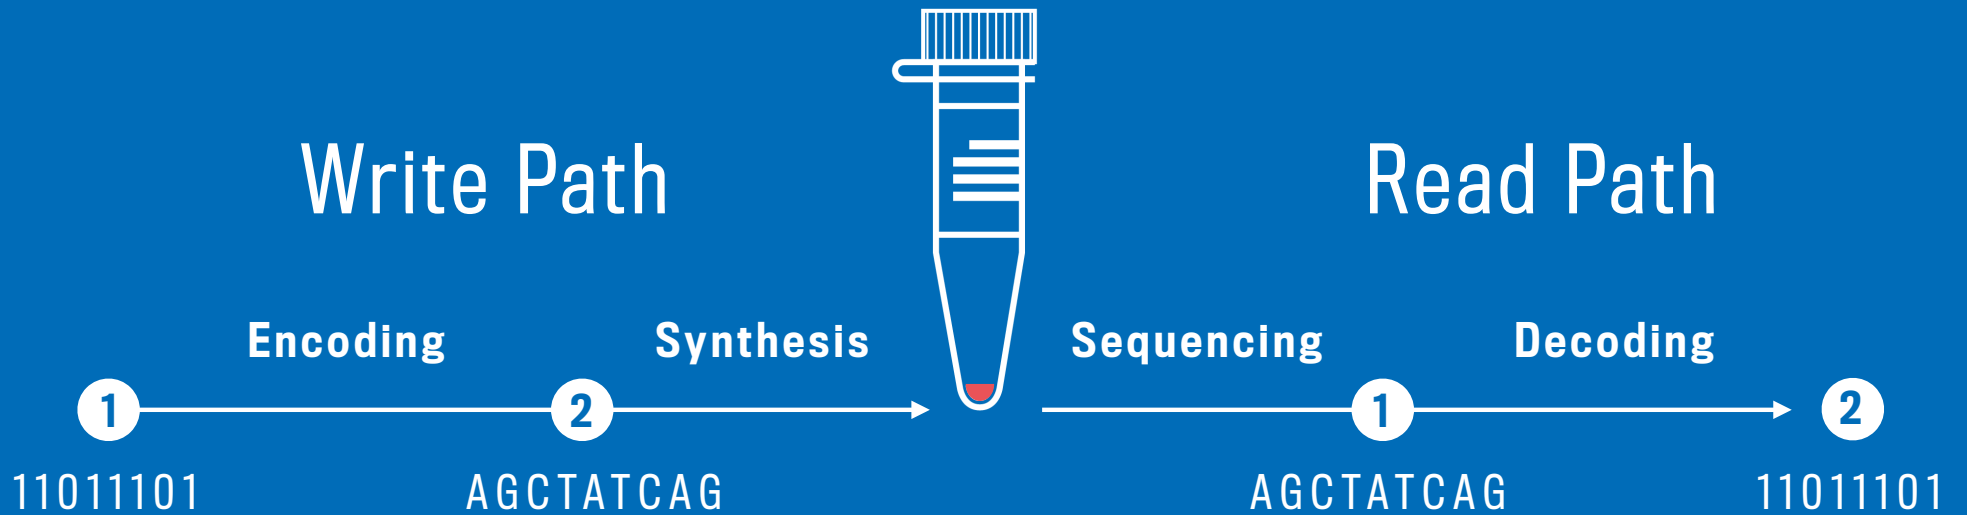 Write Path
Read Path
Encoding
Synthesis
Sequencing
Decoding
1
2
1
2
11011101
AGCTATCAG
AGCTATCAG
11011101